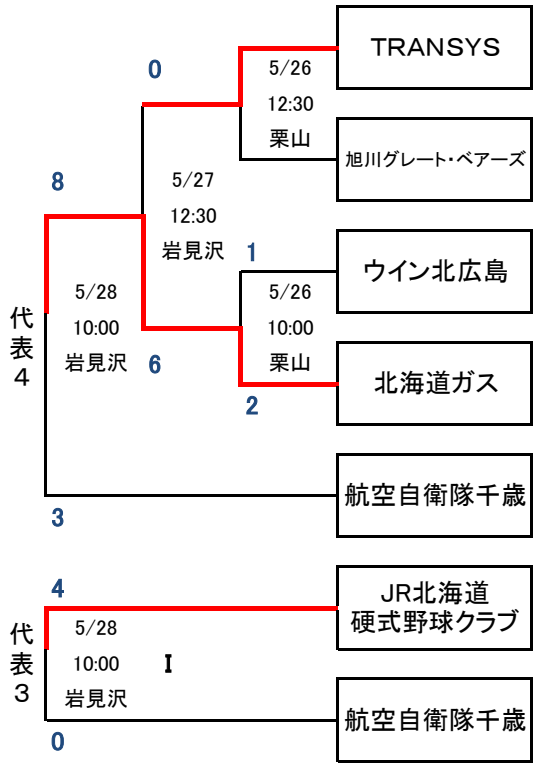 TRANSYS
0
5/26
12:30
栗山
旭川グレート・ベアーズ
8
5/27
12:30
岩見沢
1
ウイン北広島
5/28
10:00
岩見沢
5/26
10:00
栗山
代表4
6
北海道ガス
2
航空自衛隊千歳
3
4
JR北海道
硬式野球クラブ
5/28
10:00
岩見沢
I
代表3
航空自衛隊千歳
0